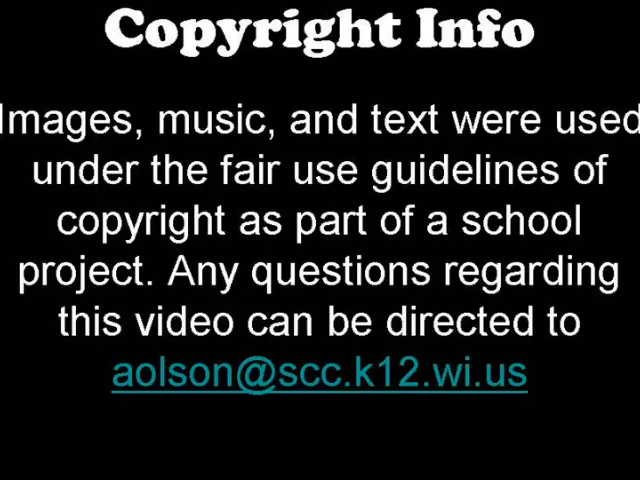 Copyright Info
Images, music, and text were used
under the fair use guidelines of
copyright as part of a school
project. Any questions regarding
this video can be directed to
aolson@scc.k12.wi.us